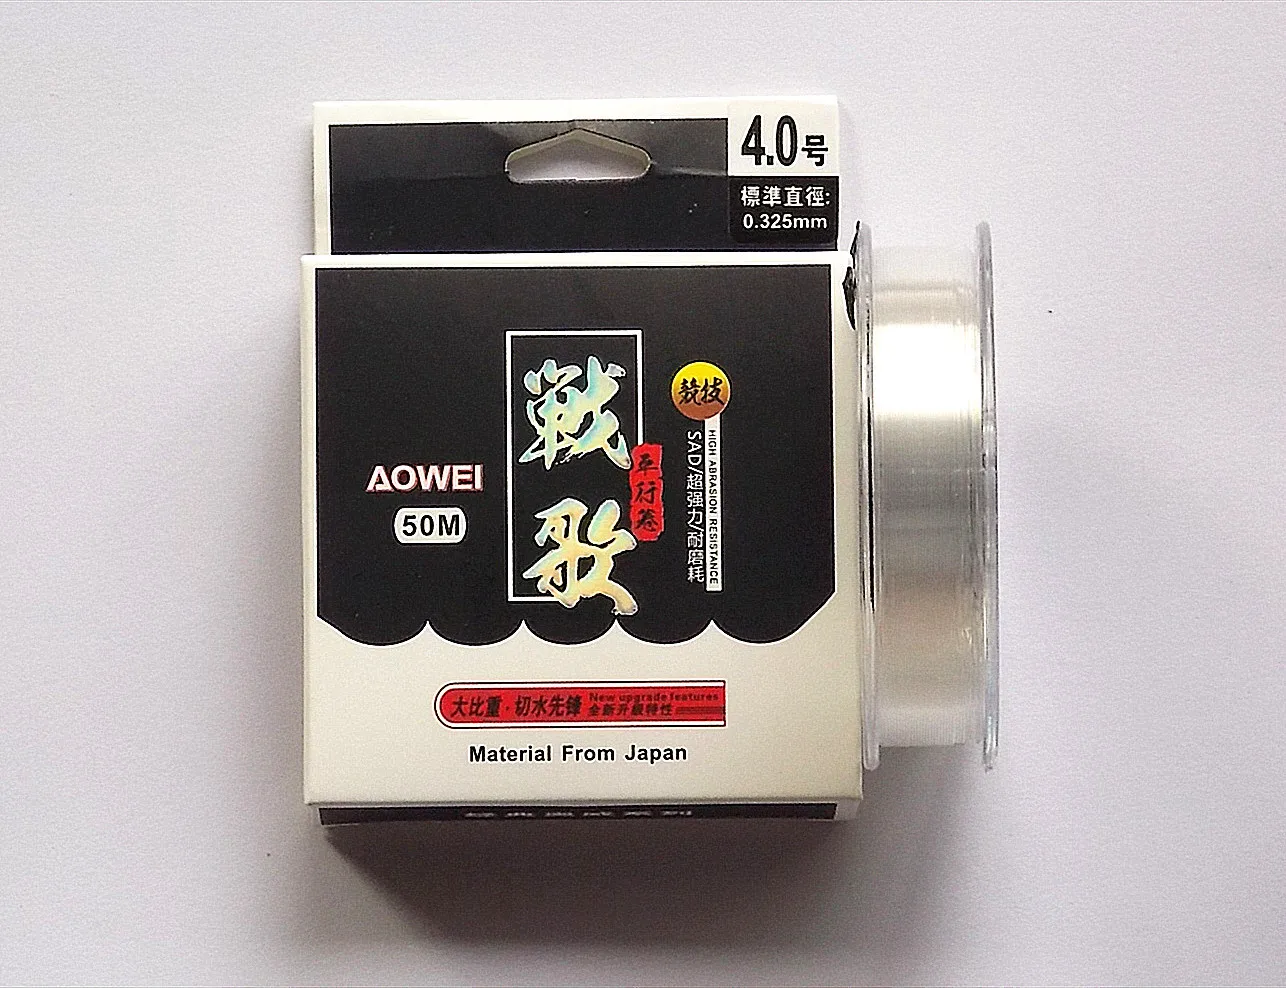 4.0号
標準直徑:
0.325mm
戦歌
平行卷
競技
HIGH ABRASION RESISTANCE
SAD/超强力/耐磨耗
AOWEI
50M
大比重·切水先锋
New upgrade features
全新升级特性
Material From Japan